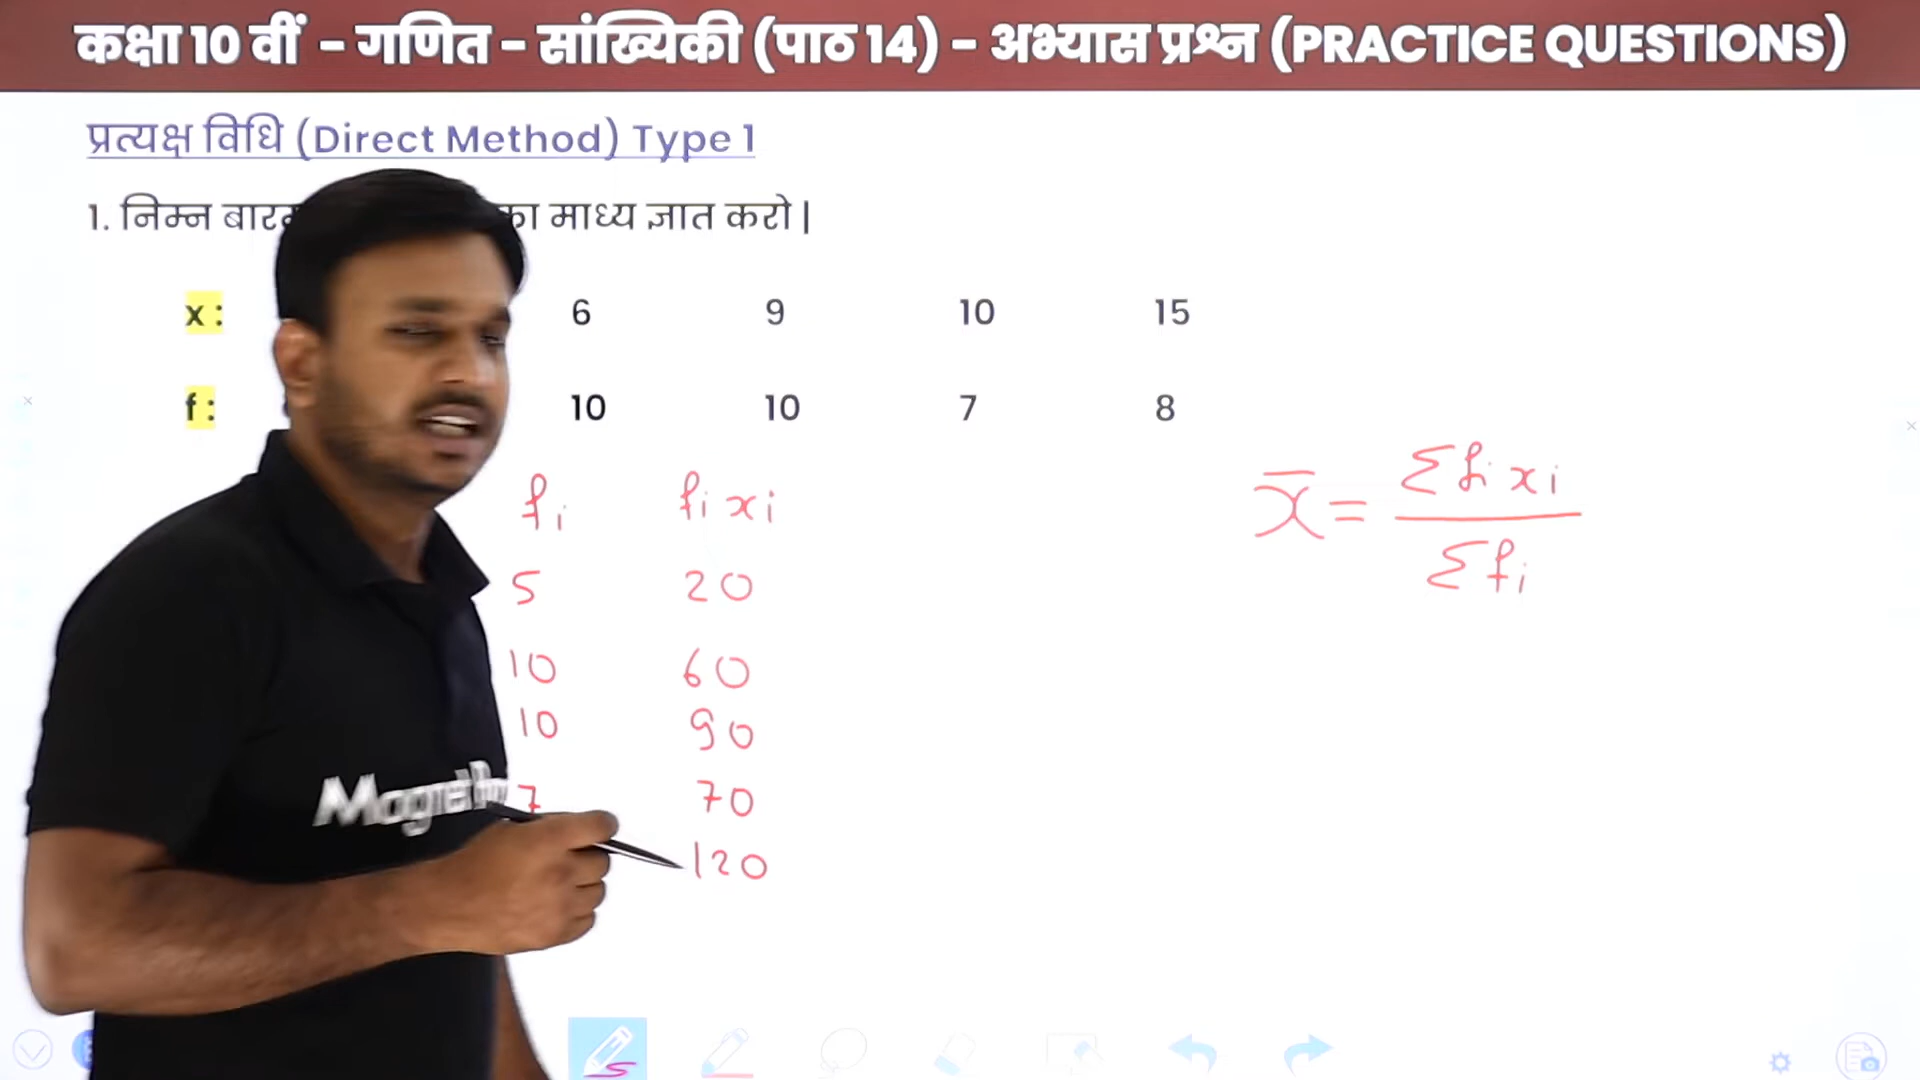 कक्षा 10 वीं - गणित - सांख्यिकी (पाठ 14) - अभ्यास प्रश्न (PRACTICE QUESTIONS)
प्रत्यक्ष विधि (Direct Method) Type 1
1. निम्न का माध्य ज्ञात करो |
x : 6 9 10 15
f : 10 10 7 8
fi fixi
x̄ = Σfixi / Σfi
5 20
10 60
10 90
7 70
120